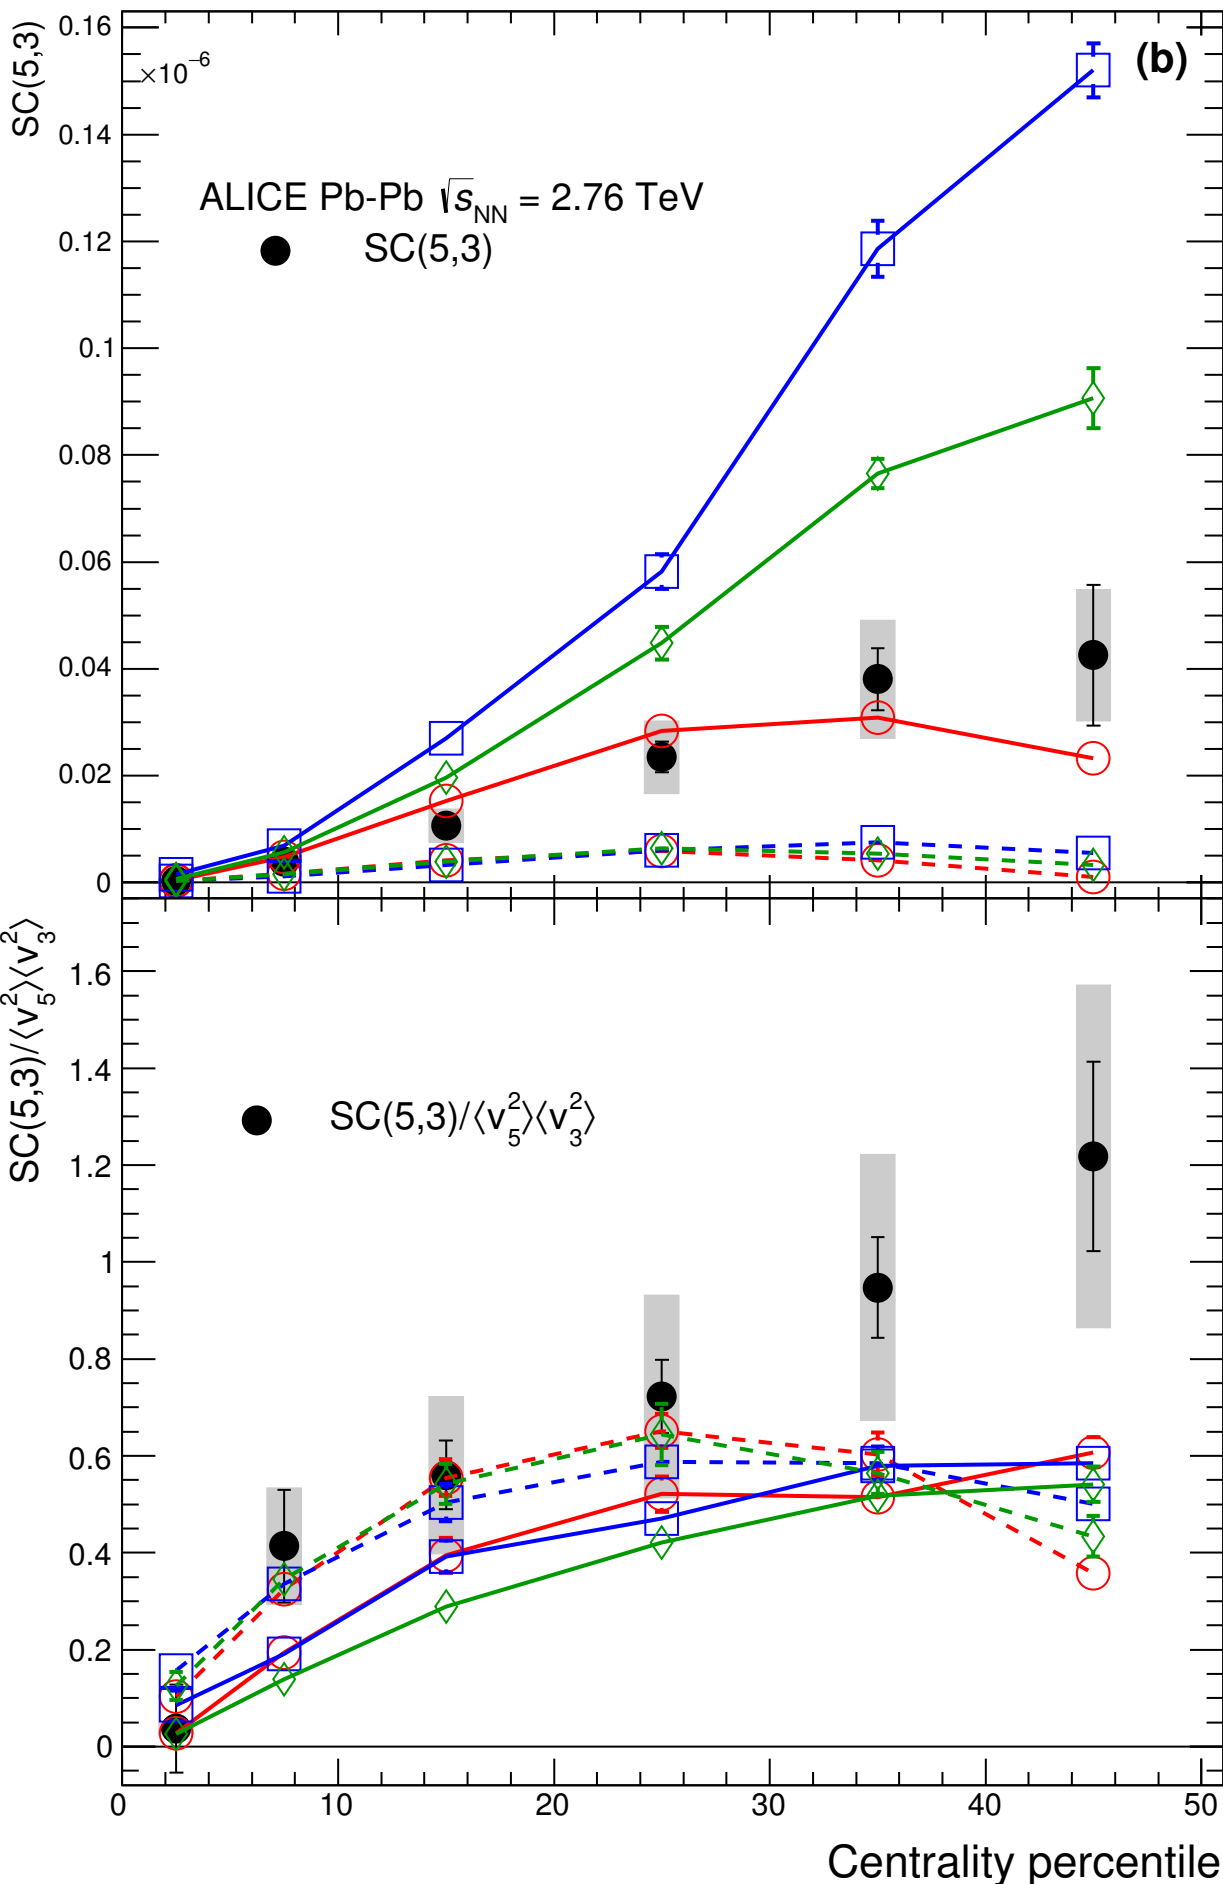 SC(5,3)
×10⁻⁶
(b)
ALICE Pb-Pb √s_NN = 2.76 TeV
SC(5,3)
0.16
0.14
0.12
0.1
0.08
0.06
0.04
0.02
0
SC(5,3)/⟨v₅²⟩⟨v₃²⟩
SC(5,3)/⟨v₅²⟩⟨v₃²⟩
1.6
1.4
1.2
1
0.8
0.6
0.4
0.2
0
0 10 20 30 40 50
Centrality percentile